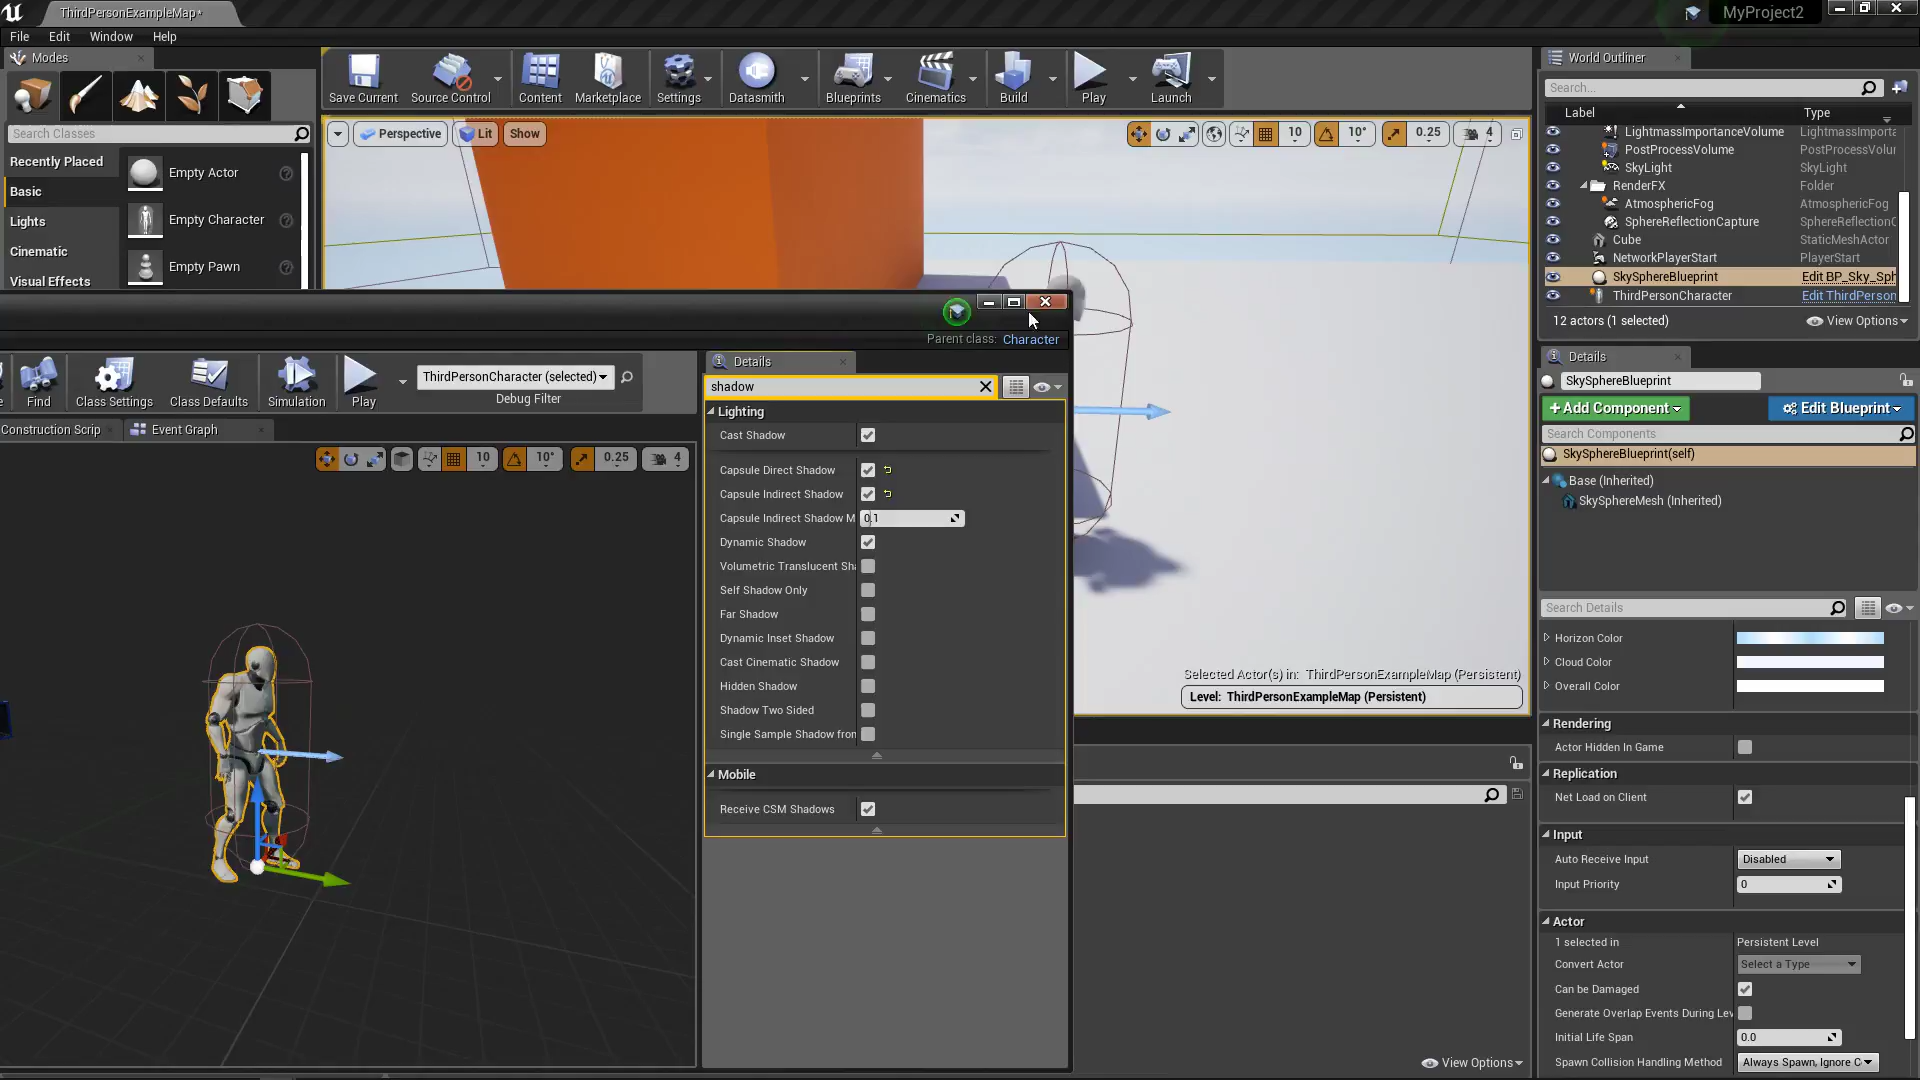 ThirdPersonExampleMap*
MyProject2
File Edit Window Help
Modes
Search Classes
Recently Placed
Basic
Lights
Cinematic
Visual Effects
Empty Actor
Empty Character
Empty Pawn
Save Current
Source Control
Content
Marketplace
Settings
Datasmith
Blueprints
Cinematics
Build
Play
Launch
Perspective Lit Show
10 10° 0.25 4
World Outliner
Search...
Label Type
LightmassImportanceVolume LightmassImporta
PostProcessVolume PostProcessVolur
SkyLight SkyLight
RenderFX Folder
AtmosphericFog AtmosphericFog
SphereReflectionCapture SphereReflection
Cube StaticMeshActor
NetworkPlayerStart PlayerStart
SkySphereBlueprint Edit BP_Sky_Sph
ThirdPersonCharacter Edit ThirdPerson
12 actors (1 selected) View Options
Parent class: Character
Find
Class Settings
Class Defaults
Simulation
Play
ThirdPersonCharacter (selected)
Debug Filter
Construction Scrip
Event Graph
10 10° 0.25 4
Details
shadow
Lighting
Cast Shadow
Capsule Direct Shadow
Capsule Indirect Shadow
Capsule Indirect Shadow M 0.1
Dynamic Shadow
Volumetric Translucent Sha
Self Shadow Only
Far Shadow
Dynamic Inset Shadow
Cast Cinematic Shadow
Hidden Shadow
Shadow Two Sided
Single Sample Shadow from
Mobile
Receive CSM Shadows
Selected Actor(s) in: ThirdPersonExampleMap (Persistent)
Level: ThirdPersonExampleMap (Persistent)
View Options
Details
SkySphereBlueprint
+Add Component
Edit Blueprint
Search Components
SkySphereBlueprint(self)
Base (Inherited)
SkySphereMesh (Inherited)
Search Details
Horizon Color
Cloud Color
Overall Color
Rendering
Actor Hidden In Game
Replication
Net Load on Client
Input
Auto Receive Input Disabled
Input Priority 0
Actor
1 selected in Persistent Level
Convert Actor Select a Type
Can be Damaged
Generate Overlap Events During Lev
Initial Life Span 0.0
Spawn Collision Handling Method Always Spawn, Ignore C